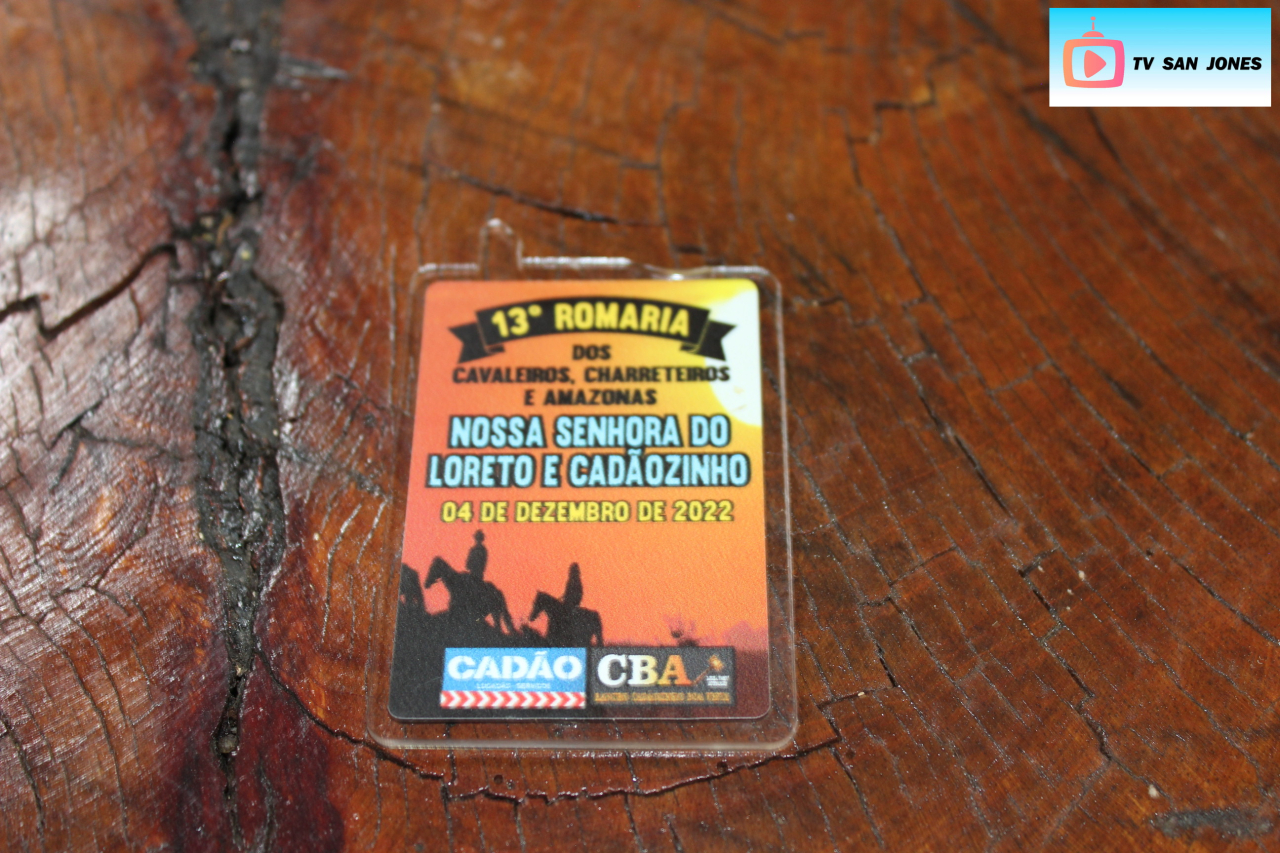 TV SAN JONES
13° ROMARIA
DOS
CAVALEIROS, CHARRETEIROS
E AMAZONAS
NOSSA SENHORA DO
LORETO E CADÃOZINHO
04 DE DEZEMBRO DE 2022
CADÃO
CBA